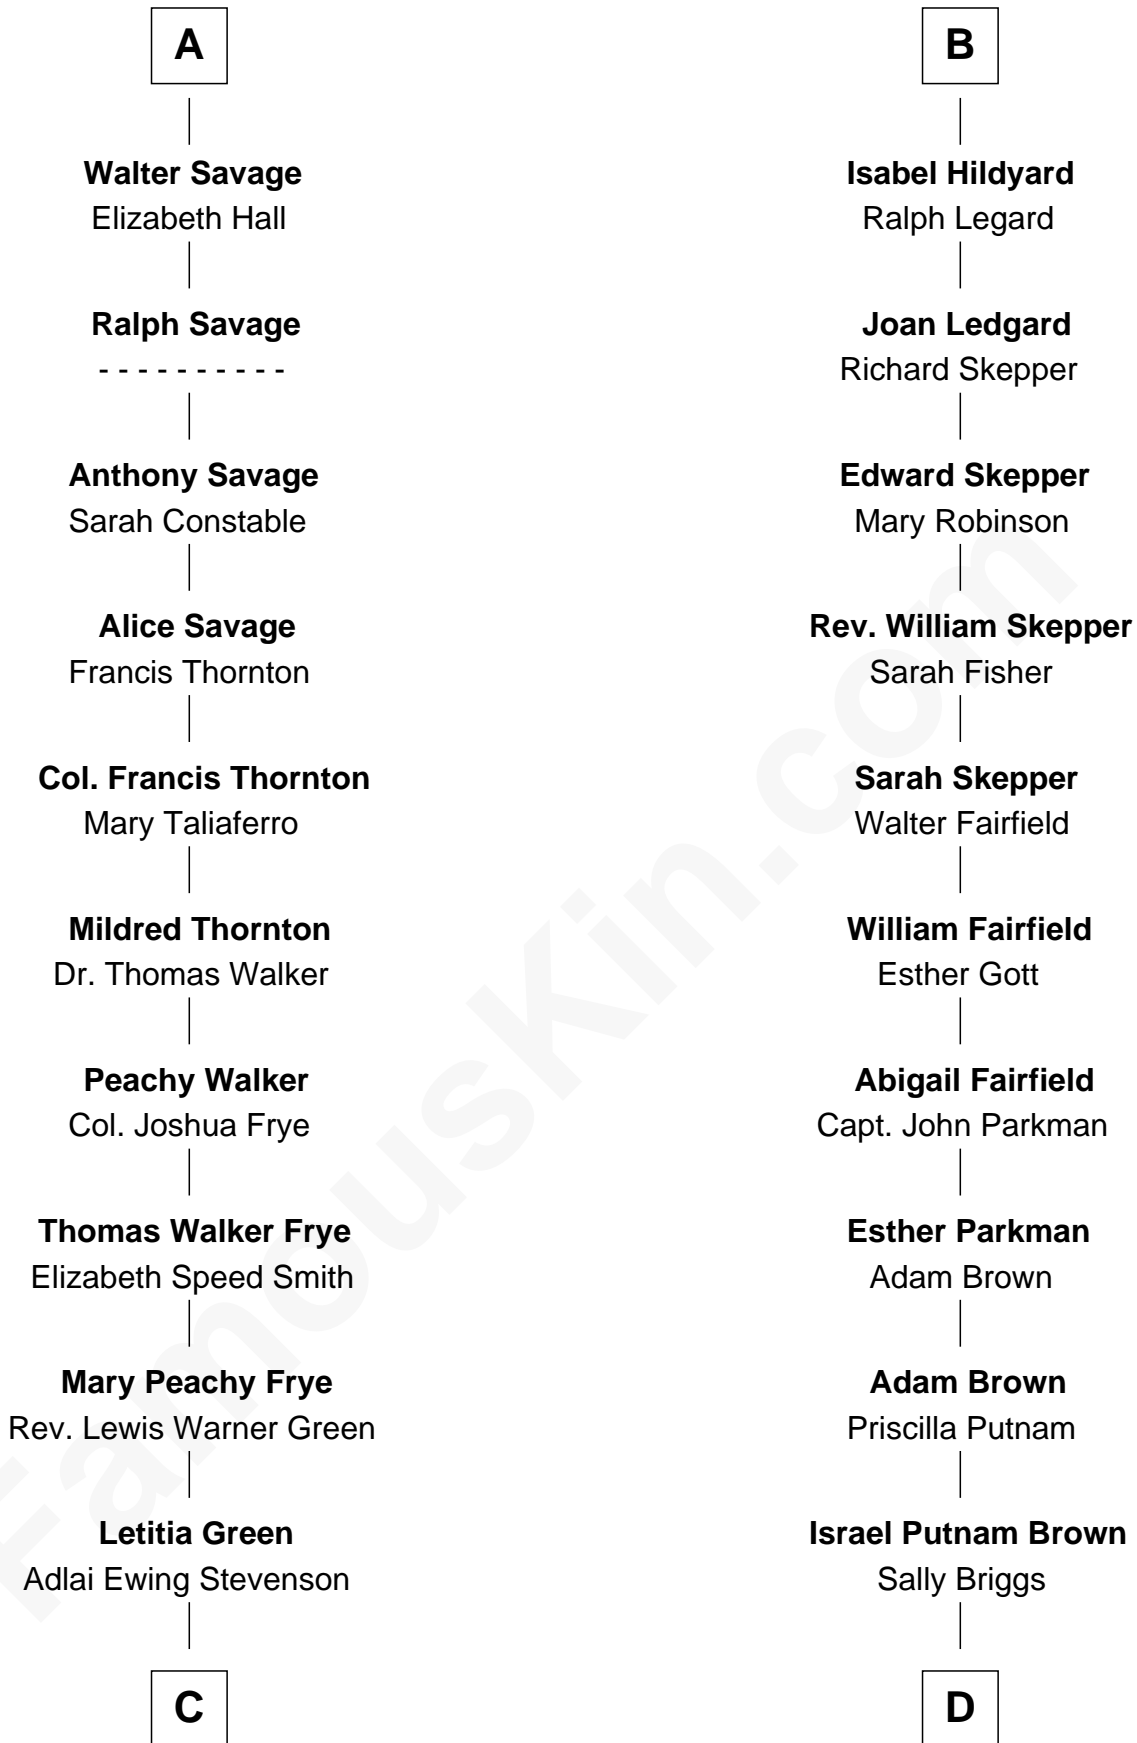 A
Walter Savage
Elizabeth Hall
Ralph Savage
- - - - - - - - - -
Anthony Savage
Sarah Constable
Alice Savage
Francis Thornton
Col. Francis Thornton
Mary Taliaferro
Mildred Thornton
Dr. Thomas Walker
Peachy Walker
Col. Joshua Frye
Thomas Walker Frye
Elizabeth Speed Smith
Mary Peachy Frye
Rev. Lewis Warner Green
Letitia Green
Adlai Ewing Stevenson
C
B
Isabel Hildyard
Ralph Legard
Joan Ledgard
Richard Skepper
Edward Skepper
Mary Robinson
Rev. William Skepper
Sarah Fisher
Sarah Skepper
Walter Fairfield
William Fairfield
Esther Gott
Abigail Fairfield
Capt. John Parkman
Esther Parkman
Adam Brown
Adam Brown
Priscilla Putnam
Israel Putnam Brown
Sally Briggs
D
FamousKin.com